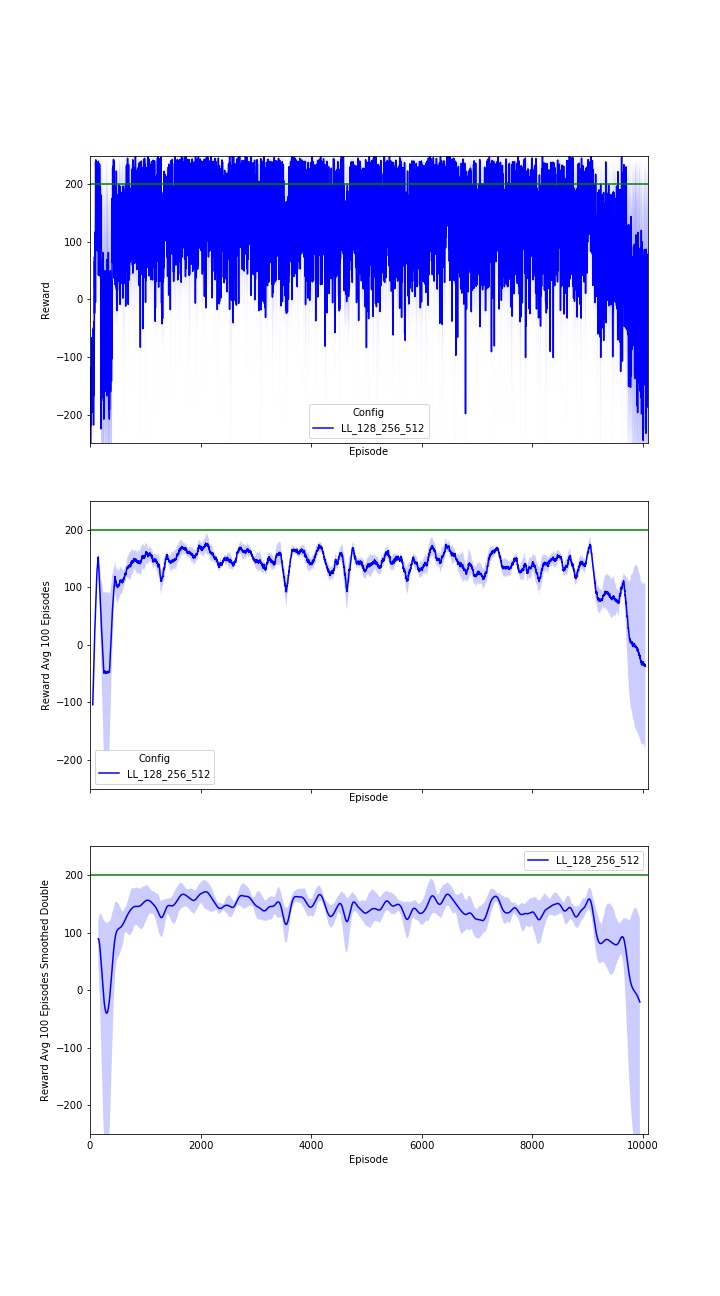 200
100
0
−100
−200
Reward
Config
LL_128_256_512
Episode
200
100
0
−100
−200
Reward Avg 100 Episodes
Config
LL_128_256_512
Episode
200
100
0
−100
−200
Reward Avg 100 Episodes Smoothed Double
LL_128_256_512
0 2000 4000 6000 8000 10000
Episode